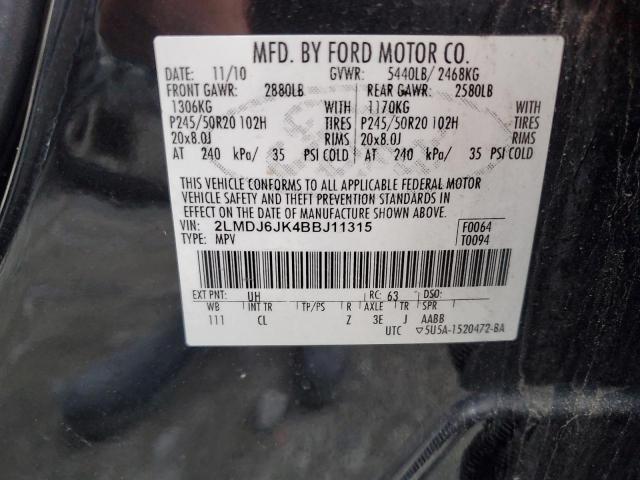 MFD. BY FORD MOTOR CO.
DATE: 11/10 GVWR: 5440LB/ 2468KG
FRONT GAWR: 2880LB REAR GAWR: 2580LB
1306KG WITH 1170KG WITH
P245/50R20 102H TIRES P245/50R20 102H TIRES
20x8.0J RIMS 20x8.0J RIMS
AT 240 kPa/ 35 PSI COLD AT 240 kPa/ 35 PSI COLD
THIS VEHICLE CONFORMS TO ALL APPLICABLE FEDERAL MOTOR
VEHICLE SAFETY AND THEFT PREVENTION STANDARDS IN
EFFECT ON THE DATE OF MANUFACTURE SHOWN ABOVE.
VIN: 2LMDJ6JK4BBJ11315 F0064
TYPE: MPV T0094
EXT PNT: UH RC: 63 DSO:
WB INT TR TP/PS R AXLE TR SPR
111 CL Z 3E J AABB
UTC ▽5U5A-1520472-BA